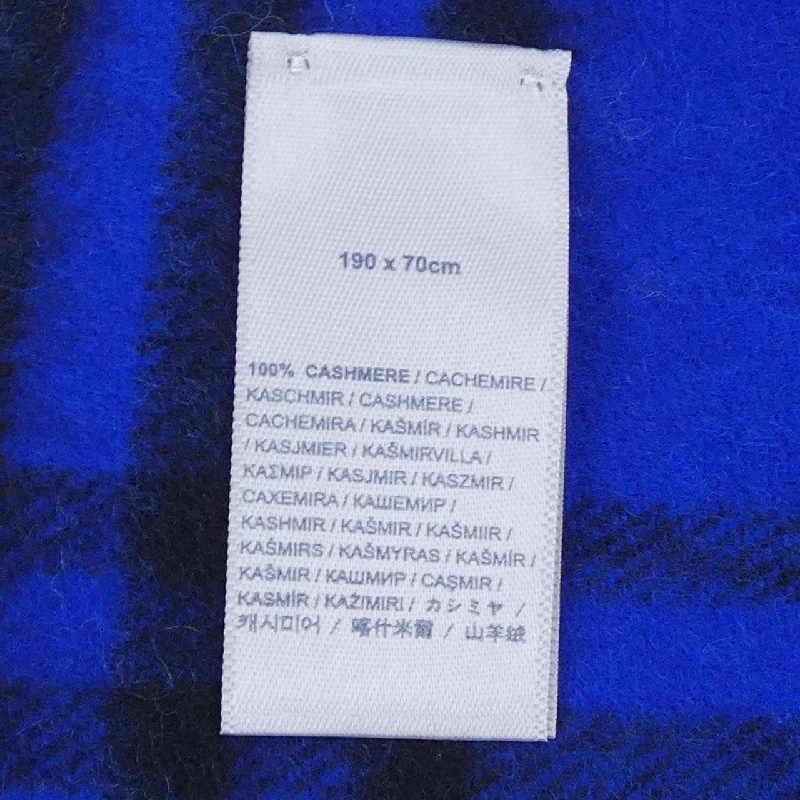 190 x 70cm
100% CASHMERE / CACHEMIRE /
KASCHMIR / CASHMERE /
CACHEMIRA / KAŠMÍR / KASHMIR
/ KASJMIER / KAŠMIRVILLA /
ΚΑΣΜΙΡ / KASJMIR / KASZMIR /
CAXEMIRA / КАШЕМИР /
KASHMIR / KAŠMIR / KAŠMIIR /
KAŠMIRS / KAŠMYRAS / KAŠMÍR /
KAŠMIR / КАШМИР / CAŞMIR /
KASMİR / KAŻIMIRI / カシミヤ /
캐시미어 / 喀什米爾 / 山羊绒